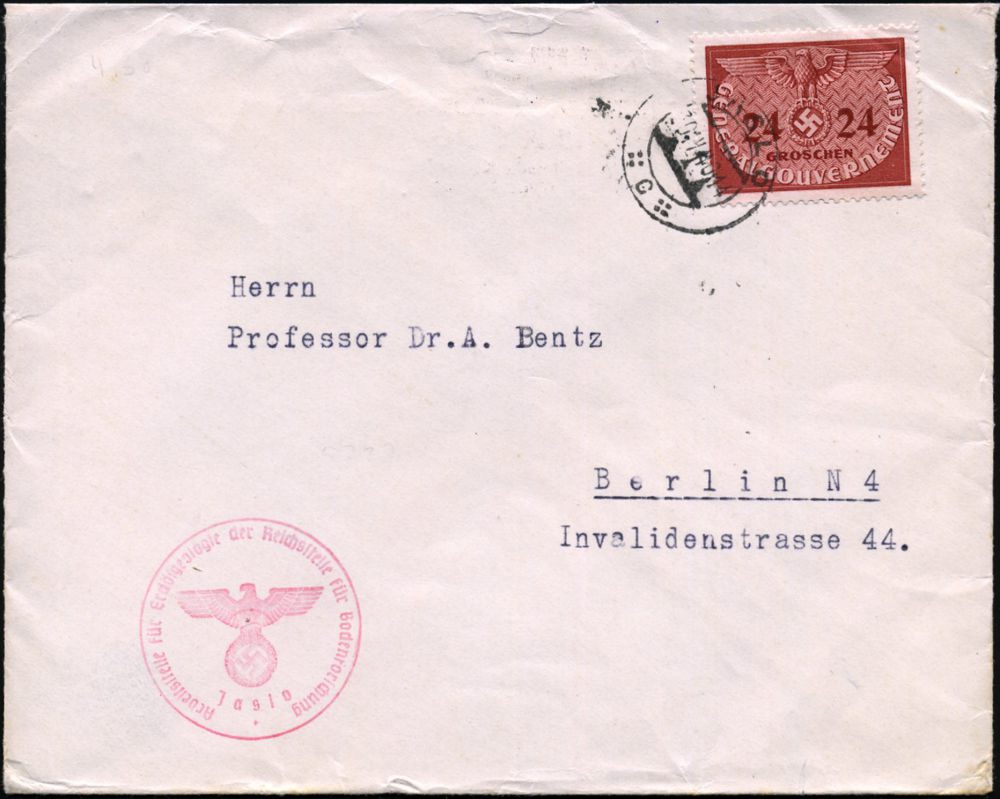 GENERALGOUVERNEMENT
24 24
GROSCHEN
C
Herrn
Professor Dr.A. Bentz
Berlin N 4
Invalidenstrasse 44.
Arbeitsstelle für Erdölgeologie der Reichsstelle für Bodenforschung
Jaslo